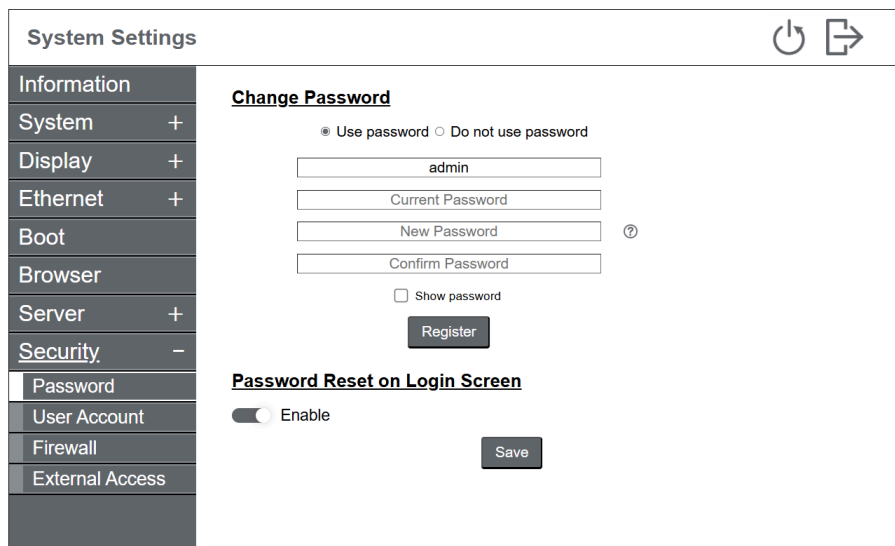 System Settings
Information
System +
Display +
Ethernet +
Boot
Browser
Server +
Security −
Password
User Account
Firewall
External Access
Change Password
Use password Do not use password
admin
Current Password
New Password ?
Confirm Password
Show password
Register
Password Reset on Login Screen
Enable
Save